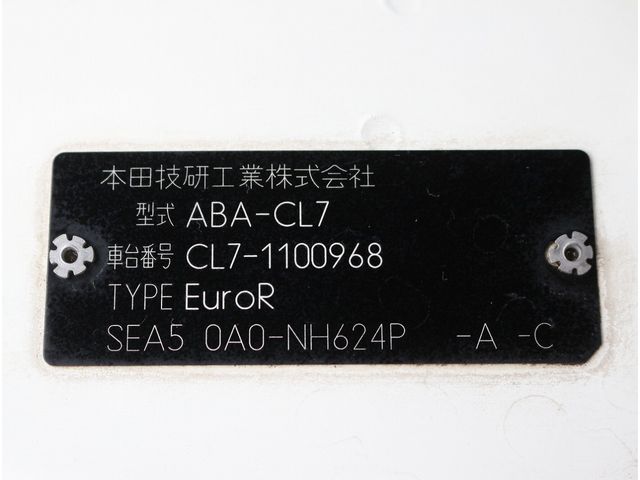 本田技研工業株式会社
型式 ABA-CL7
車台番号 CL7-1100968
TYPE EuroR
SEA5 0A0-NH624P -A -C